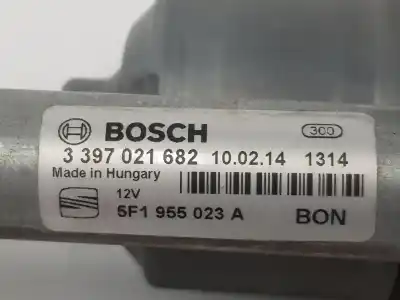 BOSCH 300
3 397 021 682 10.02.14 1314
Made in Hungary
12V
5F1 955 023 A BON